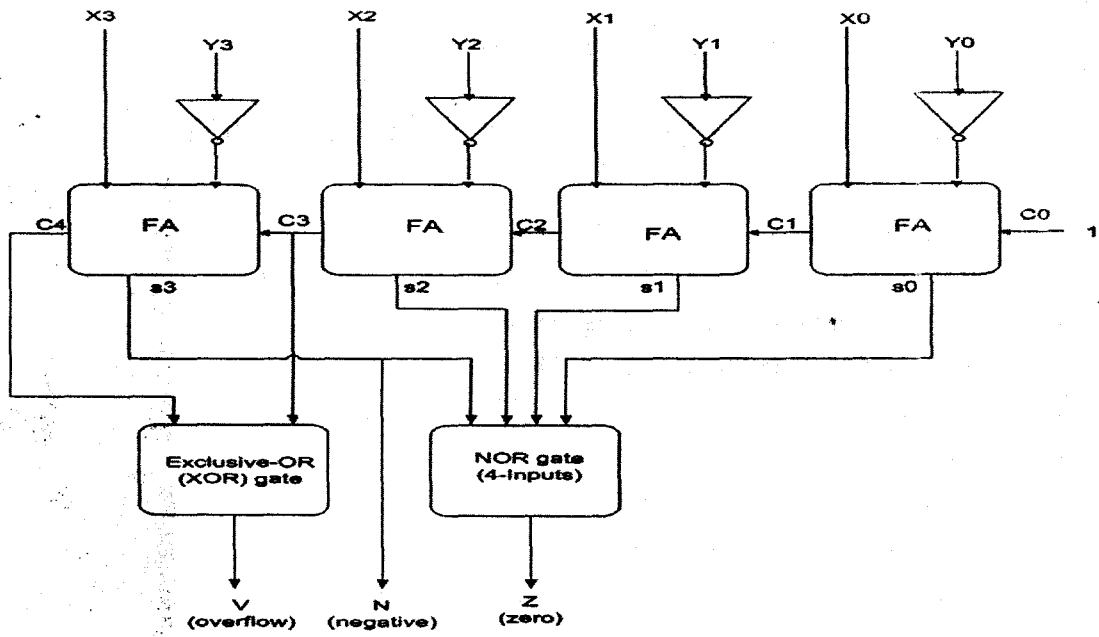 X3
X2
X1
X0
Y3
Y2
Y1
Y0
C4
FA
C3
FA
C2
FA
C1
FA
C0
1
s3
s2
s1
s0
Exclusive-OR
(XOR) gate
NOR gate
(4-inputs)
V
(overflow)
N
(negative)
Z
(zero)